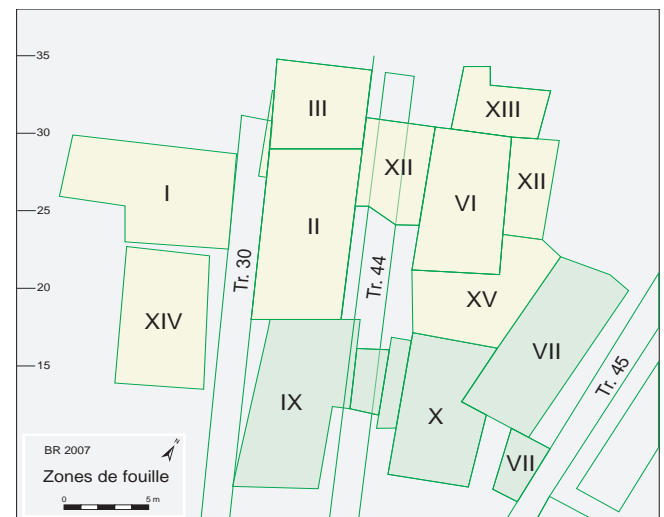 35
30
25
20
15
III
XIII
XII
XII
I
VI
II
Tr. 30
Tr. 44
XV
XIV
VII
Tr. 45
IX
X
VII
BR 2007
N
Zones de fouille
0
5 m